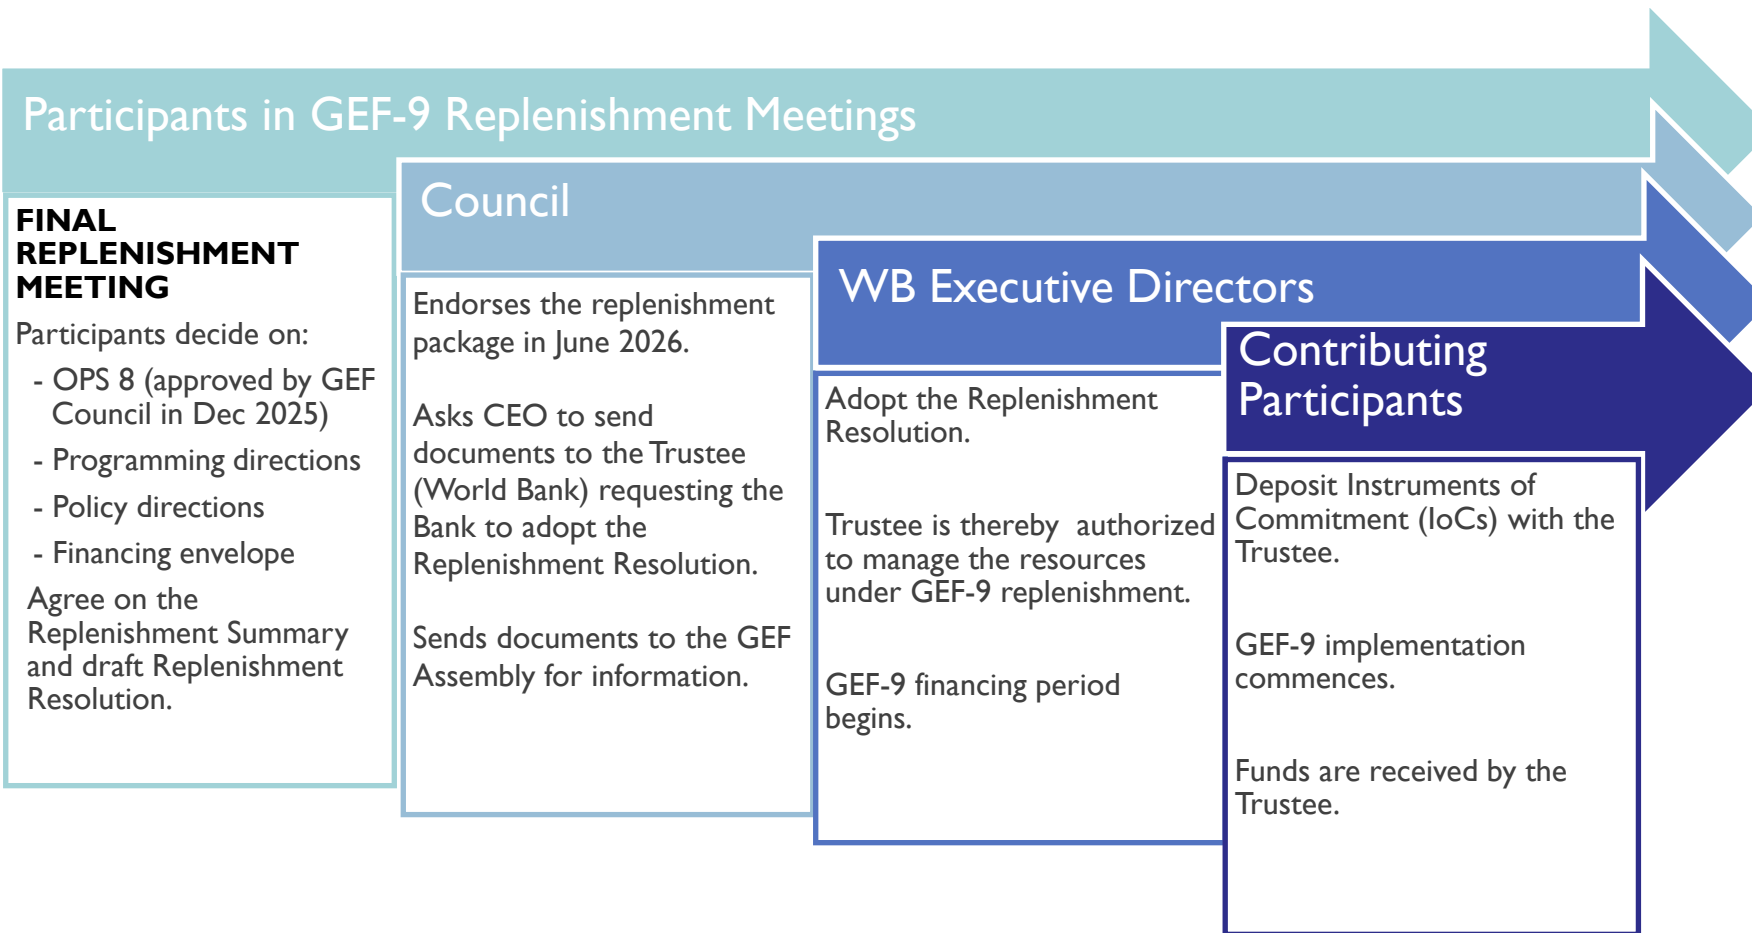 Participants in GEF-9 Replenishment Meetings
FINAL
REPLENISHMENT
MEETING
Participants decide on:
- OPS 8 (approved by GEF
Council in Dec 2025)
- Programming directions
- Policy directions
- Financing envelope
Agree on the
Replenishment Summary
and draft Replenishment
Resolution.
Council
Endorses the replenishment
package in June 2026.
Asks CEO to send
documents to the Trustee
(World Bank) requesting the
Bank to adopt the
Replenishment Resolution.
Sends documents to the GEF
Assembly for information.
WB Executive Directors
Adopt the Replenishment
Resolution.
Trustee is thereby authorized
to manage the resources
under GEF-9 replenishment.
GEF-9 financing period
begins.
Contributing
Participants
Deposit Instruments of
Commitment (IoCs) with the
Trustee.
GEF-9 implementation
commences.
Funds are received by the
Trustee.